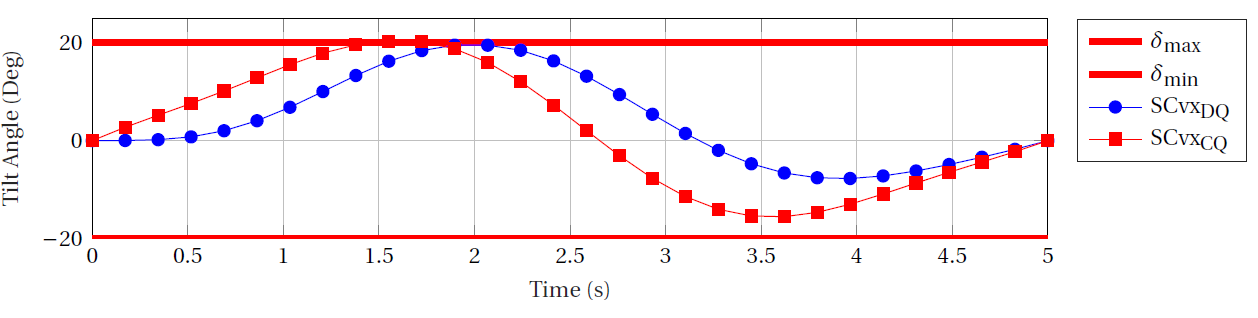 Tilt Angle (Deg)
20
0
−20
0 0.5 1 1.5 2 2.5 3 3.5 4 4.5 5
Time (s)
δmax
δmin
SCvxDQ
SCvxCQ